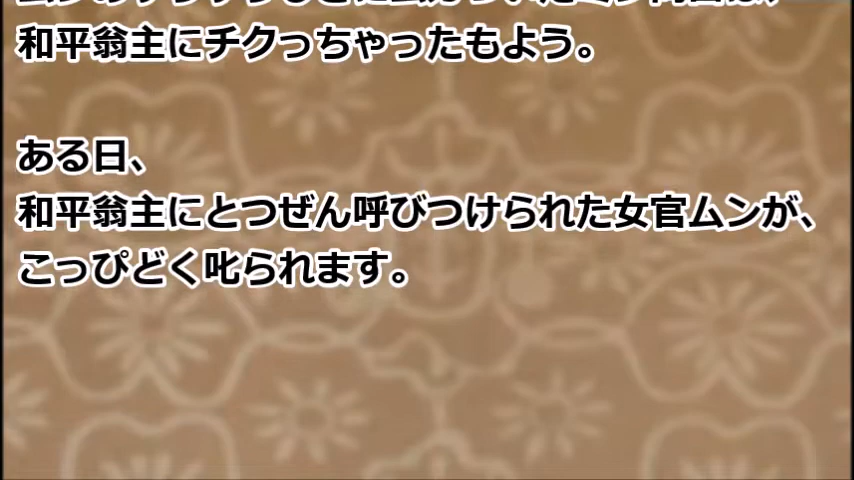 和平翁主にチクっちゃったもよう。
ある日、
和平翁主にとつぜん呼びつけられた女官ムンが、
こっぴどく叱られます。